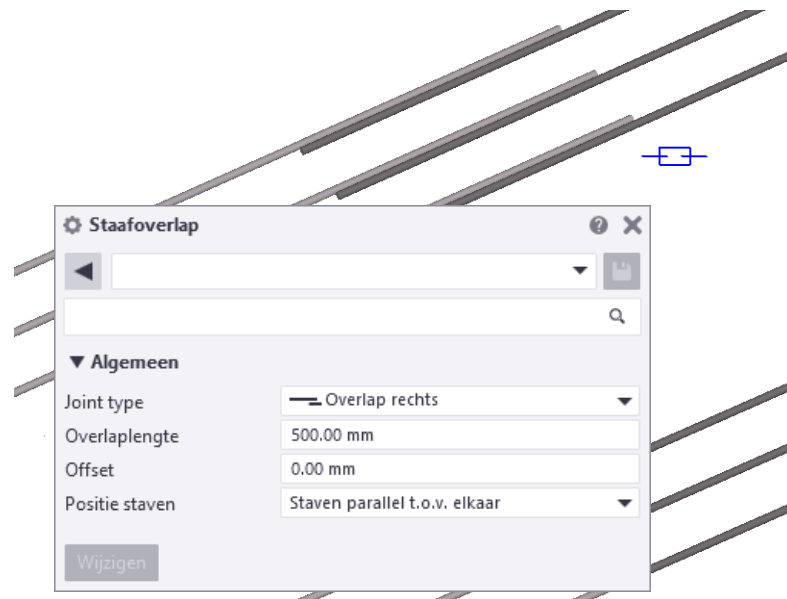 Staafoverlap
Algemeen
Joint type Overlap rechts
Overlaplengte 500.00 mm
Offset 0.00 mm
Positie staven Staven parallel t.o.v. elkaar
Wijzigen